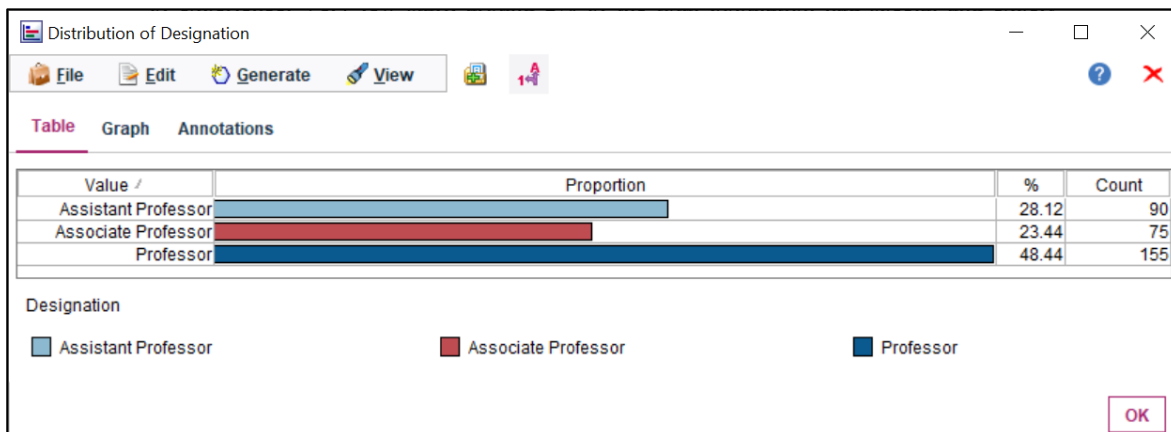 Distribution of Designation
File Edit Generate View
Table Graph Annotations
Value Proportion % Count
Assistant Professor 28.12 90
Associate Professor 23.44 75
Professor 48.44 155
Designation
Assistant Professor Associate Professor Professor
OK